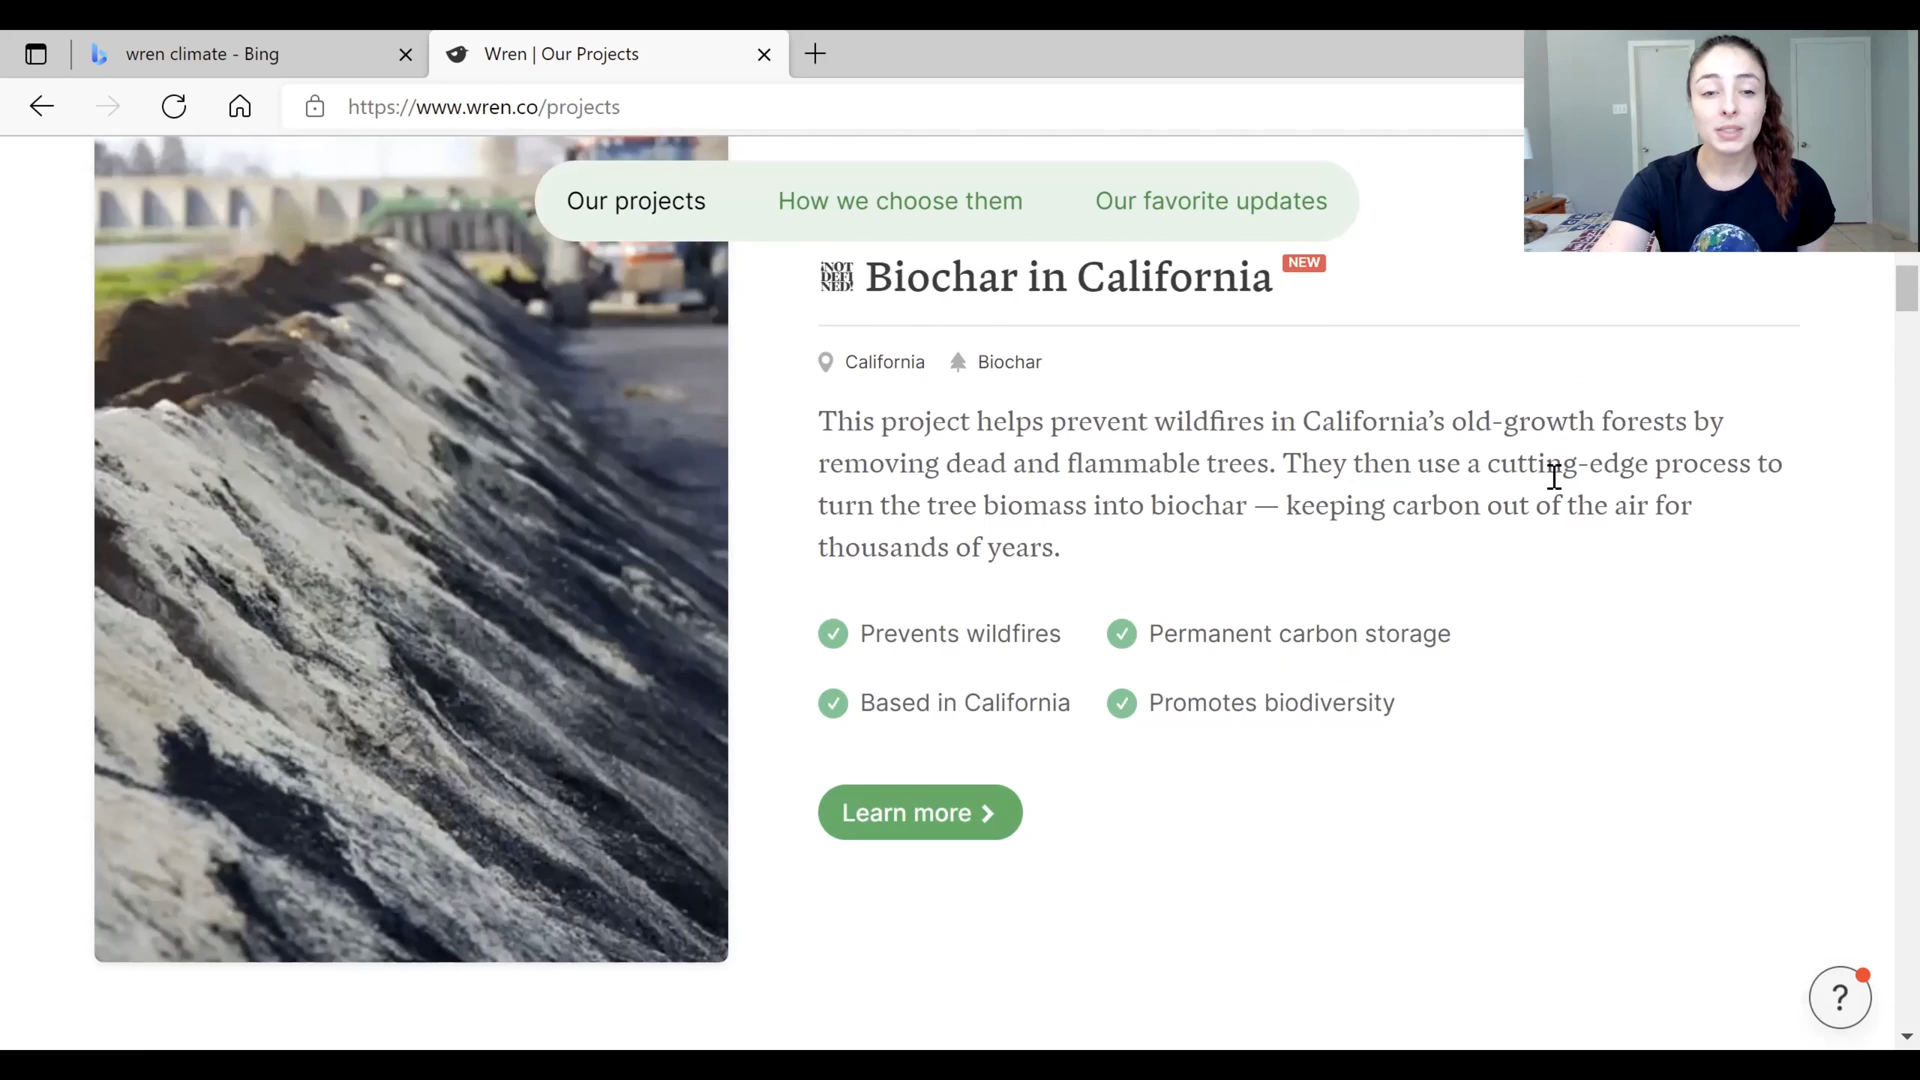 wren climate - Bing
Wren | Our Projects
https://www.wren.co/projects
Our projects
How we choose them
Our favorite updates
¡NOT
DEFI
NED!
Biochar in California
NEW
California
Biochar
This project helps prevent wildfires in California’s old-growth forests by
removing dead and flammable trees. They then use a cutting-edge process to
turn the tree biomass into biochar — keeping carbon out of the air for
thousands of years.
Prevents wildfires
Permanent carbon storage
Based in California
Promotes biodiversity
Learn more
?